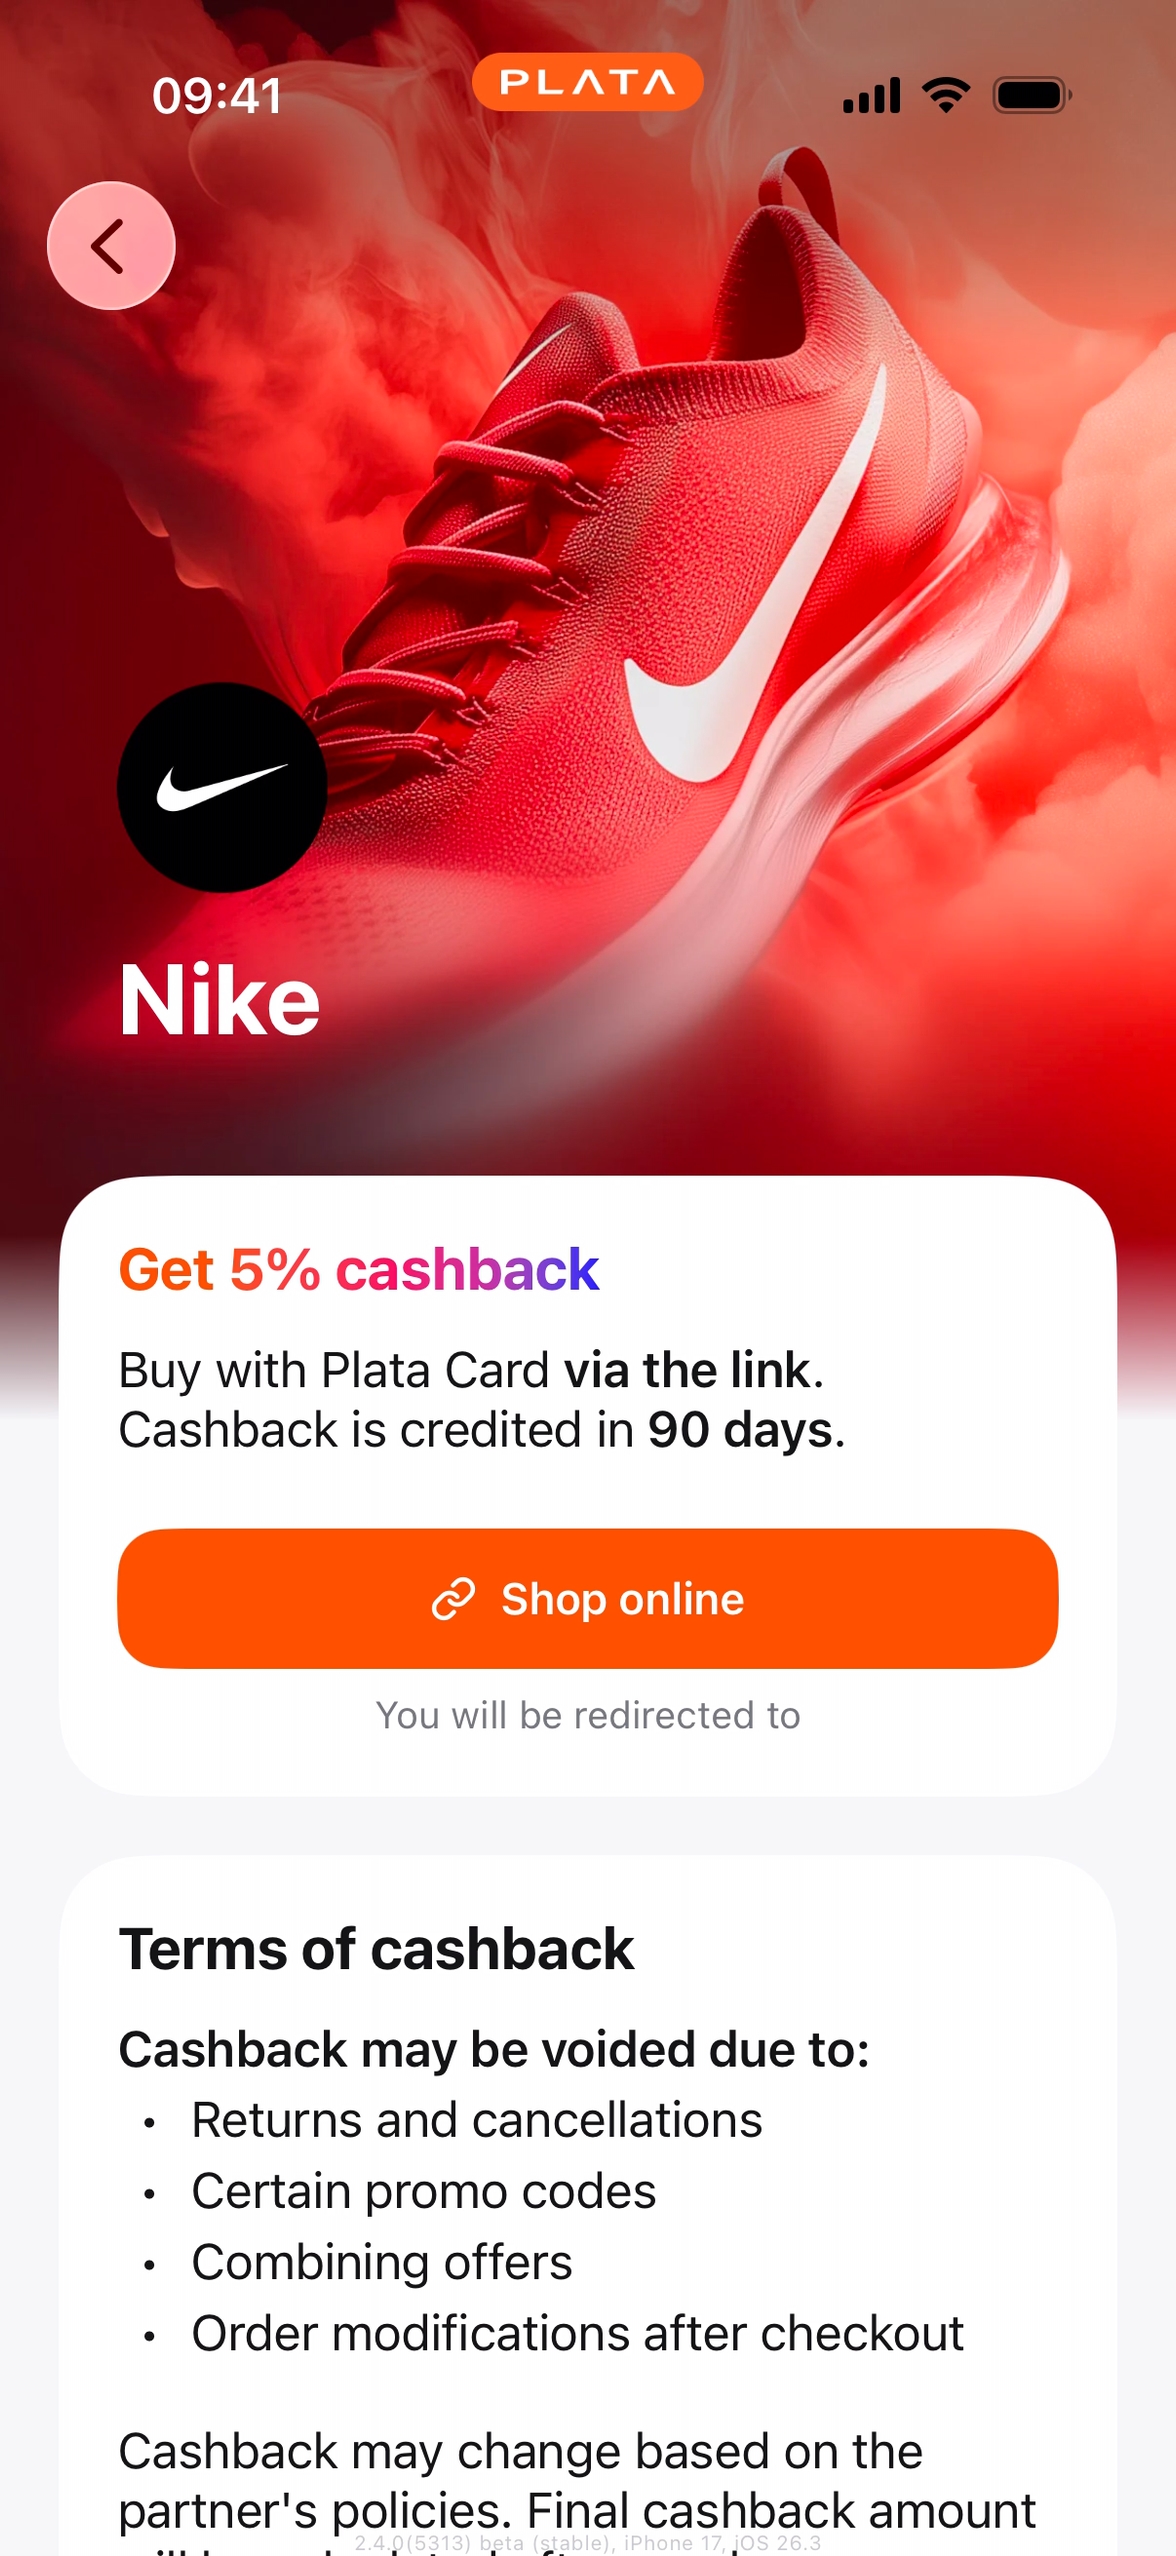 09:41
PLATA
Nike
Get 5% cashback
Buy with Plata Card via the link.
Cashback is credited in 90 days.
Shop online
You will be redirected to
Terms of cashback
Cashback may be voided due to:
• Returns and cancellations
• Certain promo codes
• Combining offers
• Order modifications after checkout
Cashback may change based on the
partner's policies. Final cashback amount
2.4.0(5313) beta (stable), iPhone 17, iOS 26.3